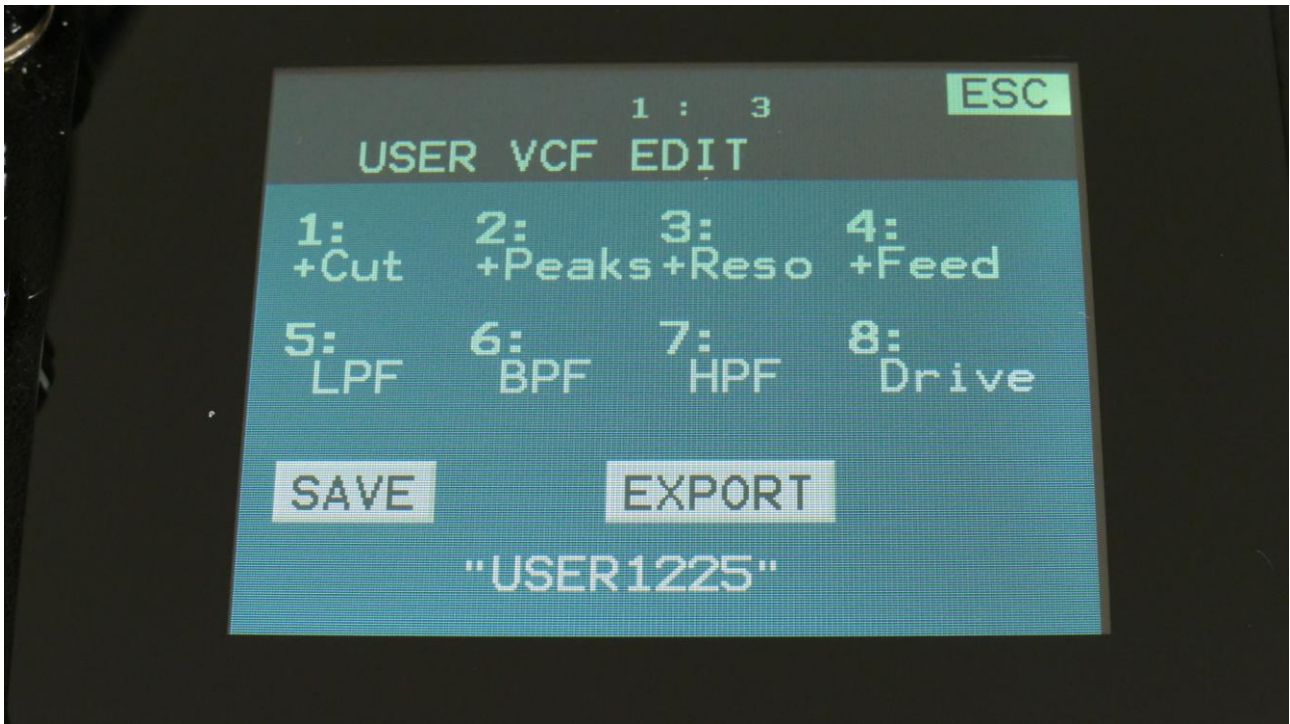 1 : 3 ESC
USER VCF EDIT
1: 2: 3: 4:
+Cut +Peaks +Reso +Feed
5: 6: 7: 8:
LPF BPF HPF Drive
SAVE EXPORT
"USER1225"